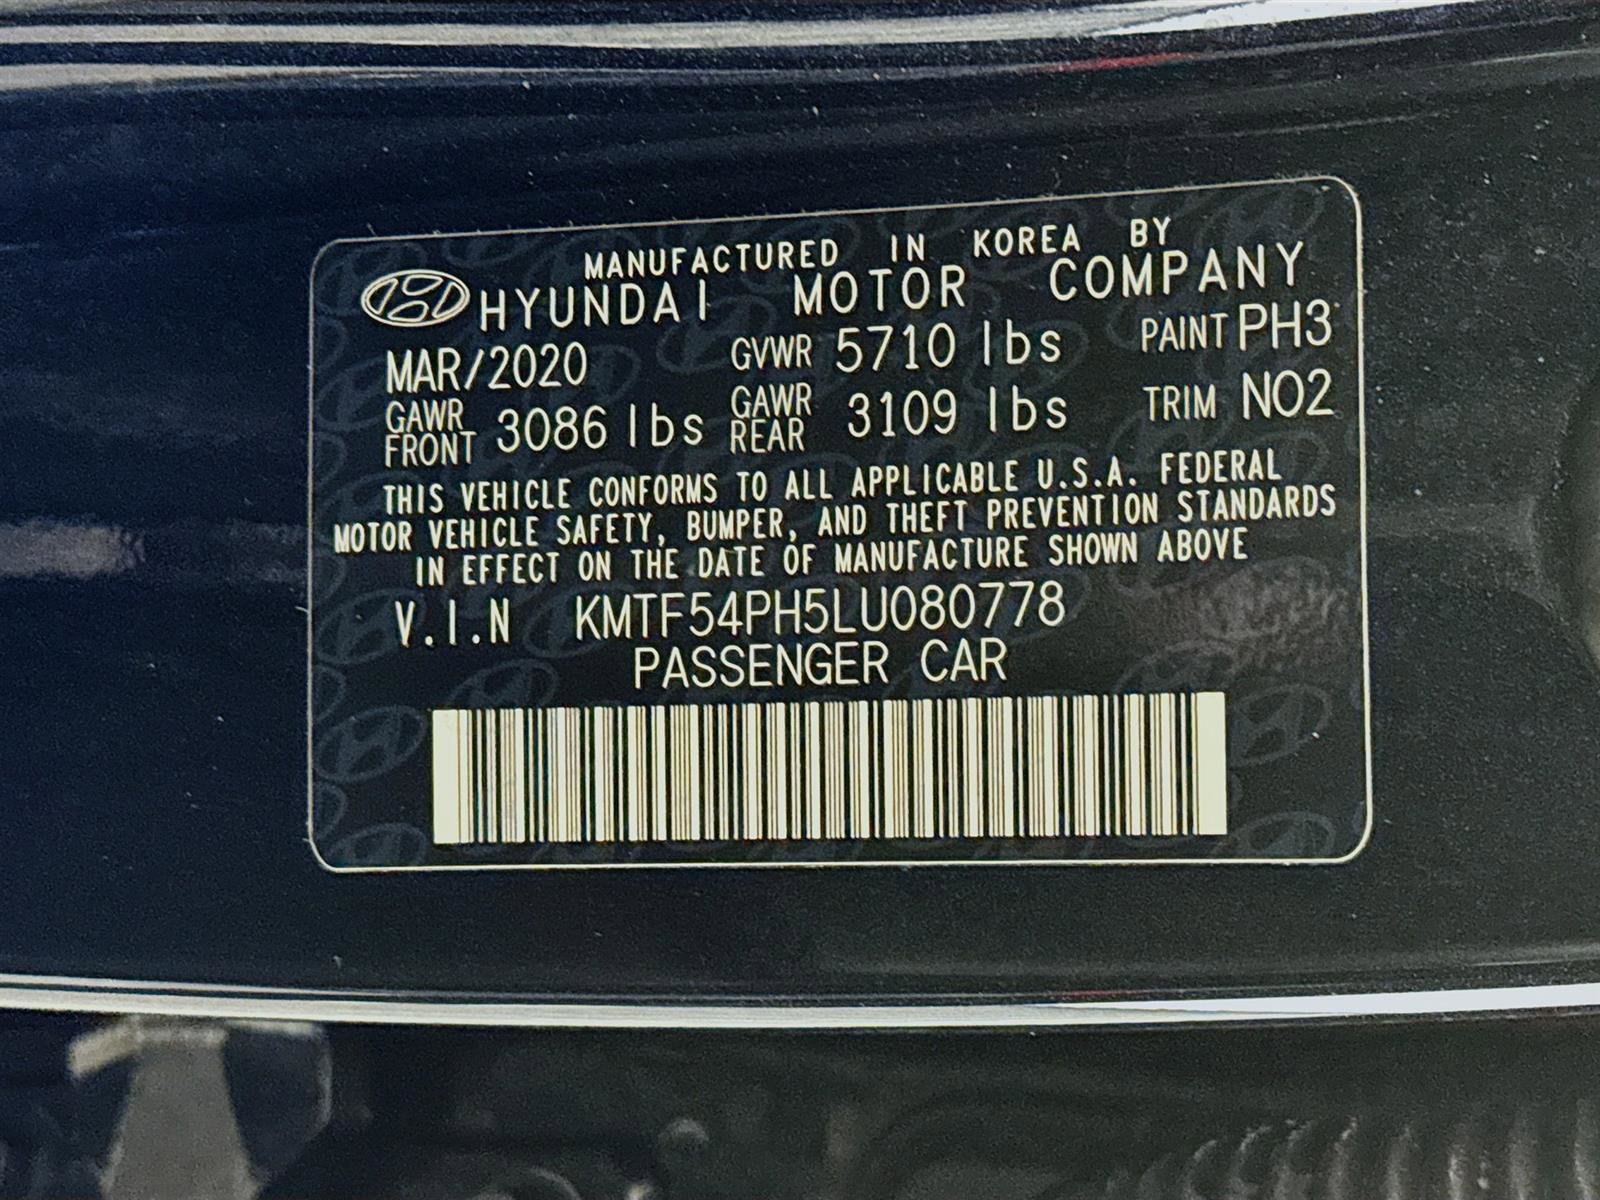 MANUFACTURED IN KOREA BY
HYUNDAI MOTOR COMPANY
MAR/2020 GVWR 5710 lbs PAINT PH3
GAWR FRONT 3086 lbs GAWR REAR 3109 lbs TRIM NO2
THIS VEHICLE CONFORMS TO ALL APPLICABLE U.S.A. FEDERAL
MOTOR VEHICLE SAFETY, BUMPER, AND THEFT PREVENTION STANDARDS
IN EFFECT ON THE DATE OF MANUFACTURE SHOWN ABOVE
V.I.N KMTF54PH5LU080778
PASSENGER CAR